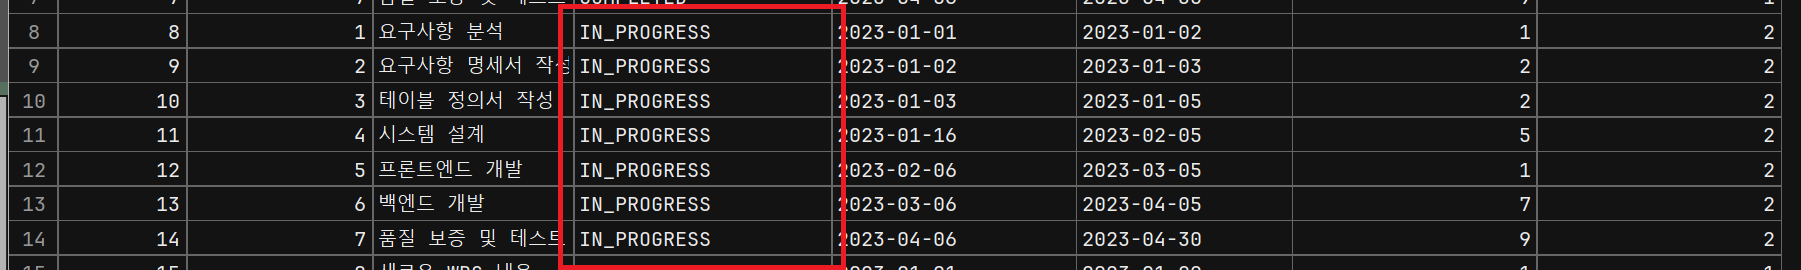 8 8 1 요구사항 분석 IN_PROGRESS 2023-01-01 2023-01-02 1 2
9 9 2 요구사항 명세서 작성 IN_PROGRESS 2023-01-02 2023-01-03 2 2
10 10 3 테이블 정의서 작성 IN_PROGRESS 2023-01-03 2023-01-05 2 2
11 11 4 시스템 설계 IN_PROGRESS 2023-01-16 2023-02-05 5 2
12 12 5 프론트엔드 개발 IN_PROGRESS 2023-02-06 2023-03-05 1 2
13 13 6 백엔드 개발 IN_PROGRESS 2023-03-06 2023-04-05 7 2
14 14 7 품질 보증 및 테스트 IN_PROGRESS 2023-04-06 2023-04-30 9 2